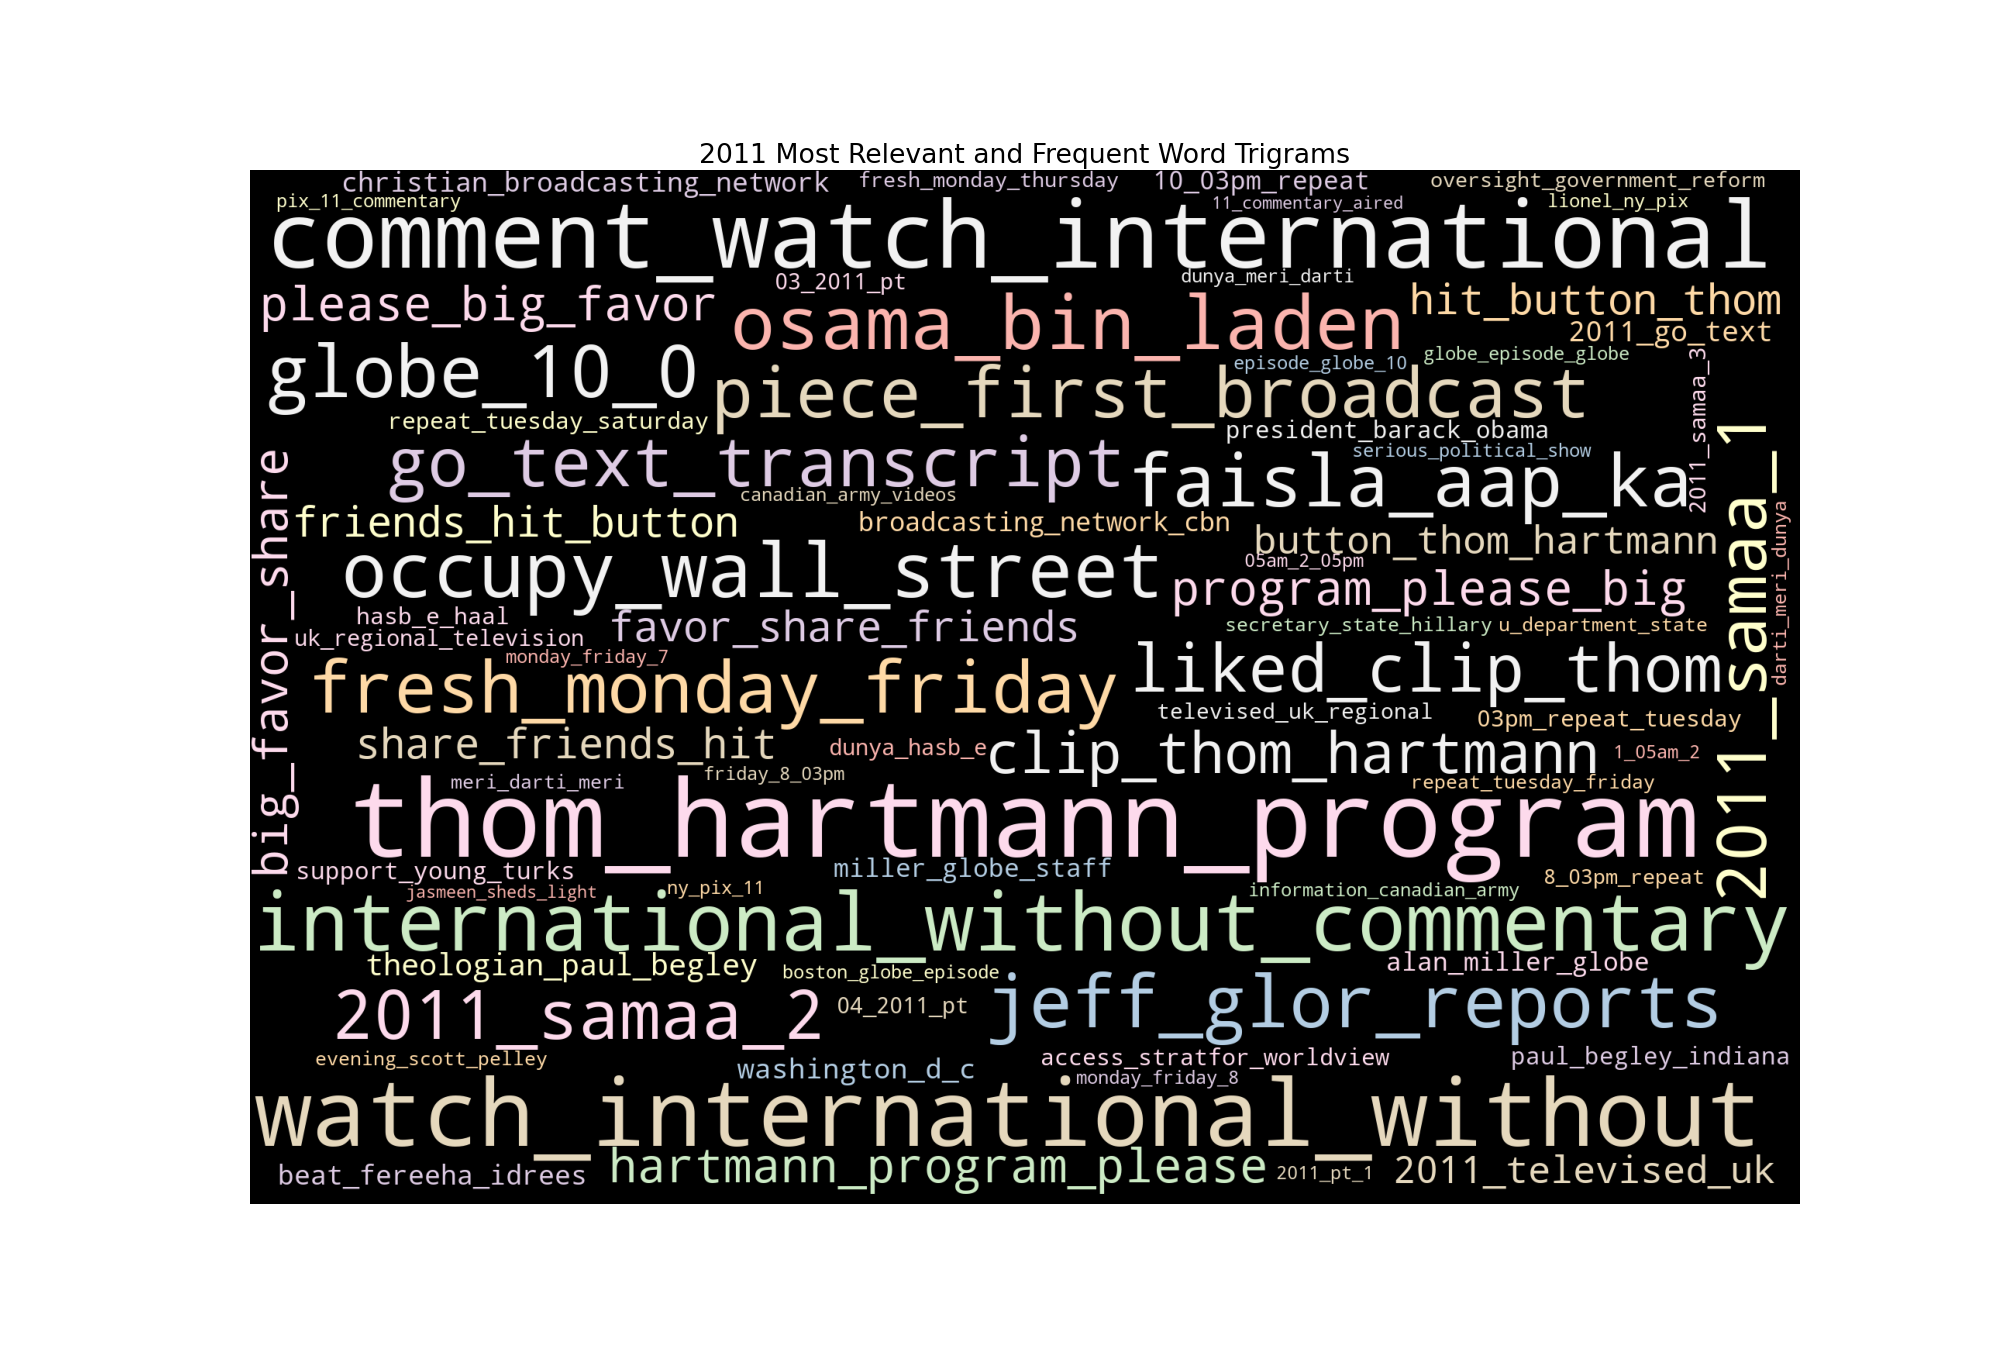 2011 Most Relevant and Frequent Word Trigrams
christian_broadcasting_network
fresh_monday_thursday
10_03pm_repeat
oversight_government_reform
pix_11_commentary
11_commentary_aired
lionel_ny_pix
comment_watch_international
03_2011_pt
dunya_meri_darti
please_big_favor
osama_bin_laden
hit_button_thom
2011_go_text
globe_10_0
episode_globe_10
globe_episode_globe
2011_samaa_3
piece_first_broadcast
repeat_tuesday_saturday
president_barack_obama
go_text_transcript
serious_political_show
faisla_aap_ka
2011_samaa_1
big_favor_share
canadian_army_videos
friends_hit_button
broadcasting_network_cbn
button_thom_hartmann
darti_meri_dunya
occupy_wall_street
05am_2_05pm
program_please_big
hasb_e_haal
favor_share_friends
secretary_state_hillary
u_department_state
uk_regional_television
monday_friday_7
fresh_monday_friday
liked_clip_thom
televised_uk_regional
03pm_repeat_tuesday
share_friends_hit
dunya_hasb_e
clip_thom_hartmann
1_05am_2
meri_darti_meri
friday_8_03pm
repeat_tuesday_friday
thom_hartmann_program
support_young_turks
miller_globe_staff
8_03pm_repeat
jasmeen_sheds_light
ny_pix_11
information_canadian_army
international_without_commentary
theologian_paul_begley
boston_globe_episode
alan_miller_globe
2011_samaa_2
04_2011_pt
jeff_glor_reports
evening_scott_pelley
washington_d_c
access_stratfor_worldview
paul_begley_indiana
monday_friday_8
watch_international_without
beat_fereeha_idrees
hartmann_program_please
2011_pt_1
2011_televised_uk